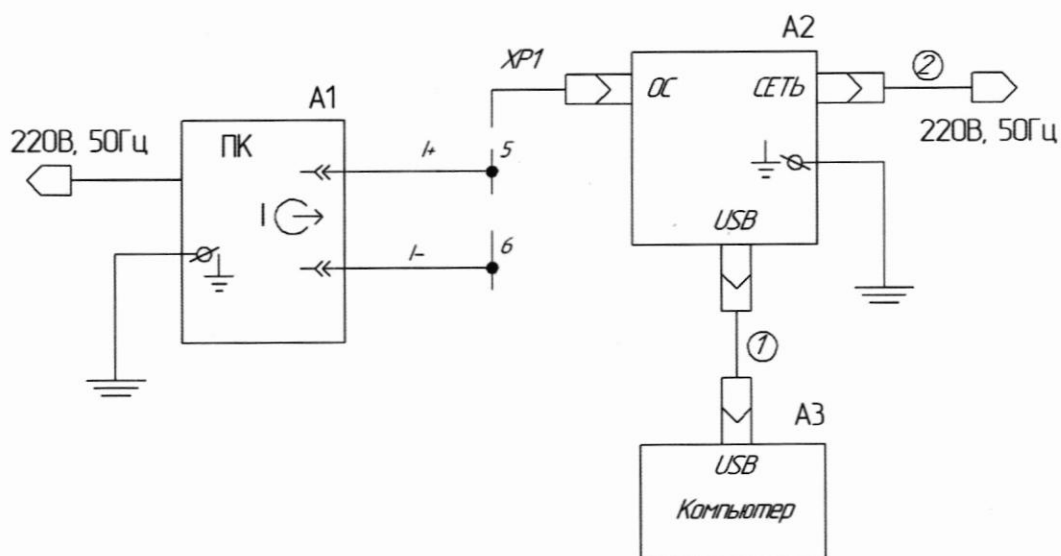 A2
XP1
ОС
СЕТЬ
2
220В, 50Гц
A1
220В, 50Гц
ПК
I+
5
I
I-
6
USB
1
A3
USB
Компьютер